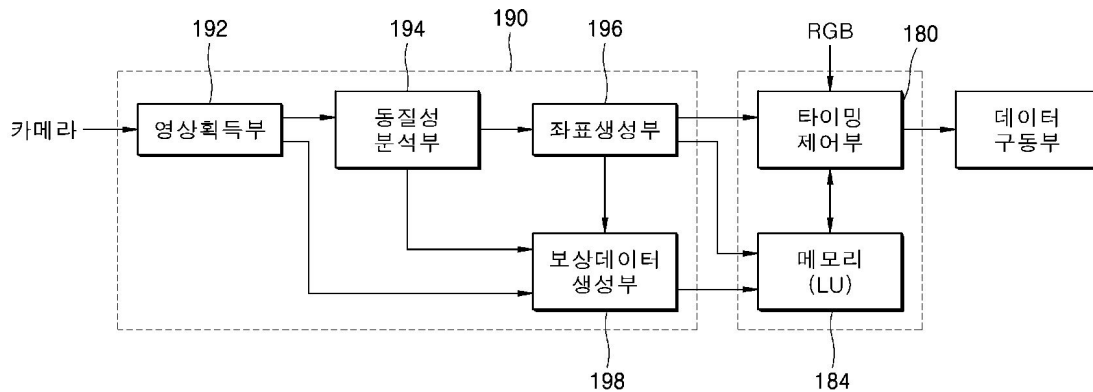 190
192
194
196
RGB
180
카메라
영상획득부
동질성
분석부
좌표생성부
타이밍
제어부
데이터
구동부
보상데이터
생성부
메모리
(LU)
198
184